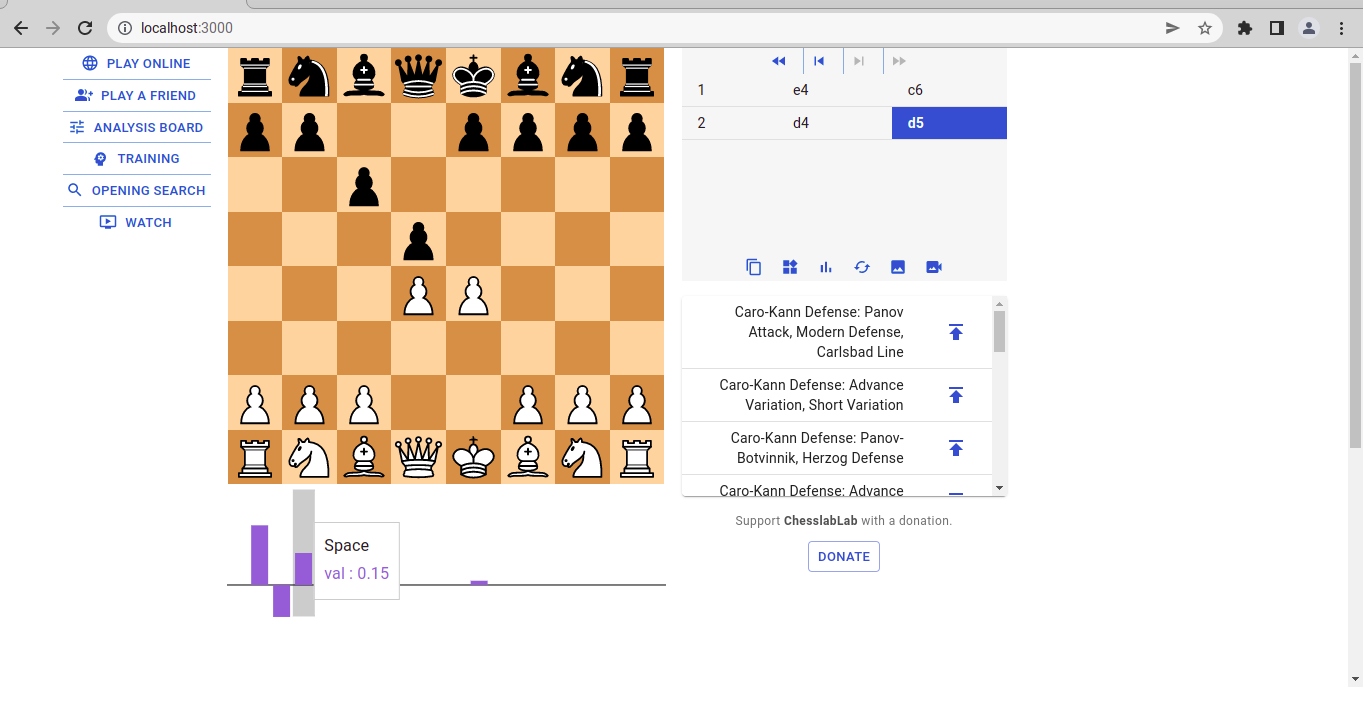 localhost:3000
PLAY ONLINE
PLAY A FRIEND
ANALYSIS BOARD
TRAINING
OPENING SEARCH
WATCH
1 e4 c6
2 d4 d5
Caro-Kann Defense: Panov
Attack, Modern Defense,
Carlsbad Line
Caro-Kann Defense: Advance
Variation, Short Variation
Caro-Kann Defense: Panov-
Botvinnik, Herzog Defense
Caro-Kann Defense: Advance
Support ChesslabLab with a donation.
DONATE
Space
val : 0.15